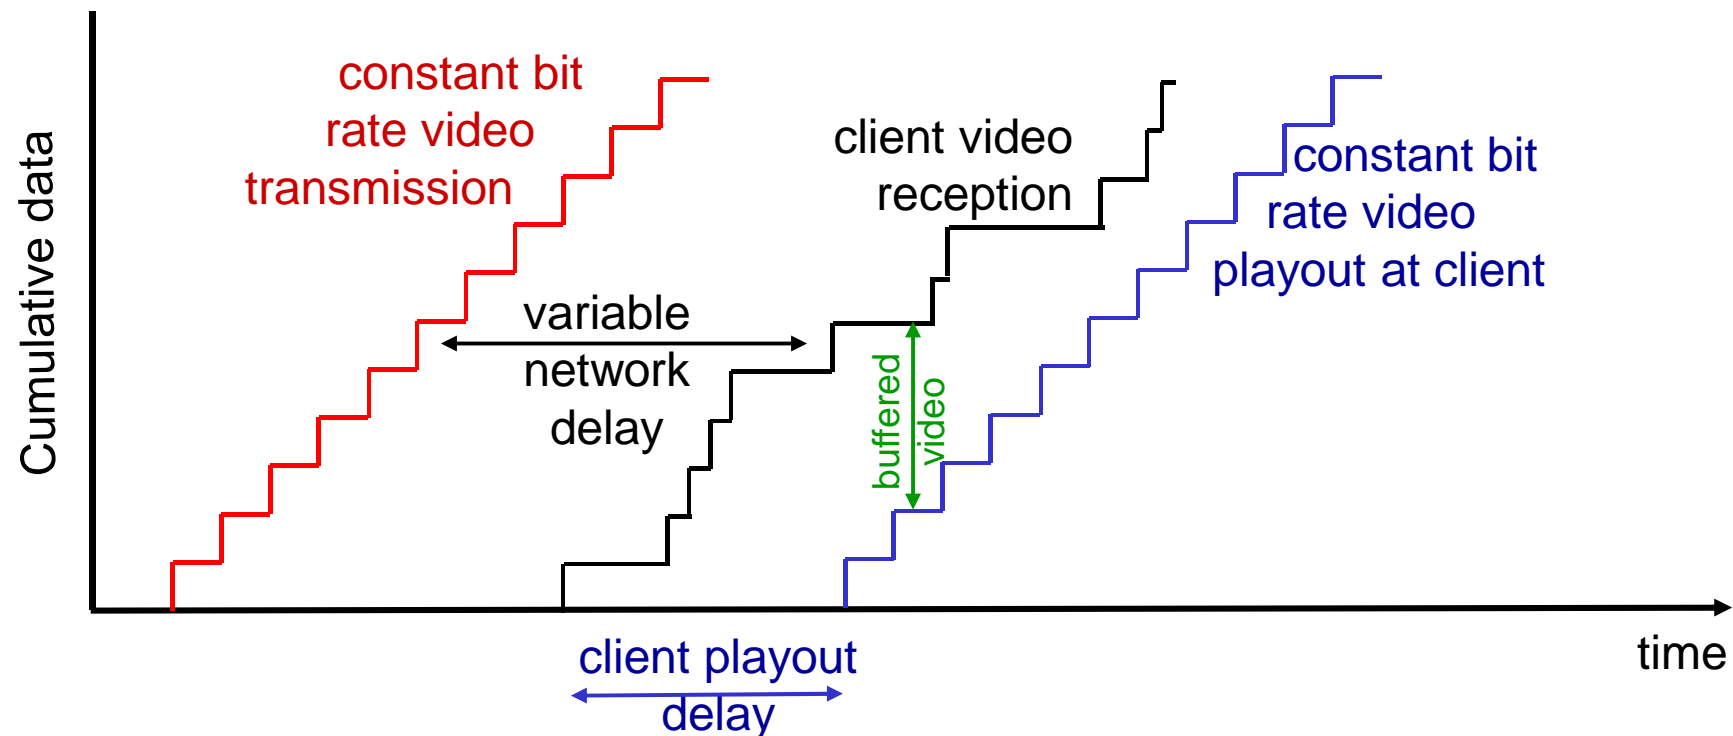 constant bit
rate video
transmission
client video
reception
constant bit
rate video
playout at client
Cumulative data
variable
network
delay
buffered
video
client playout
delay
time